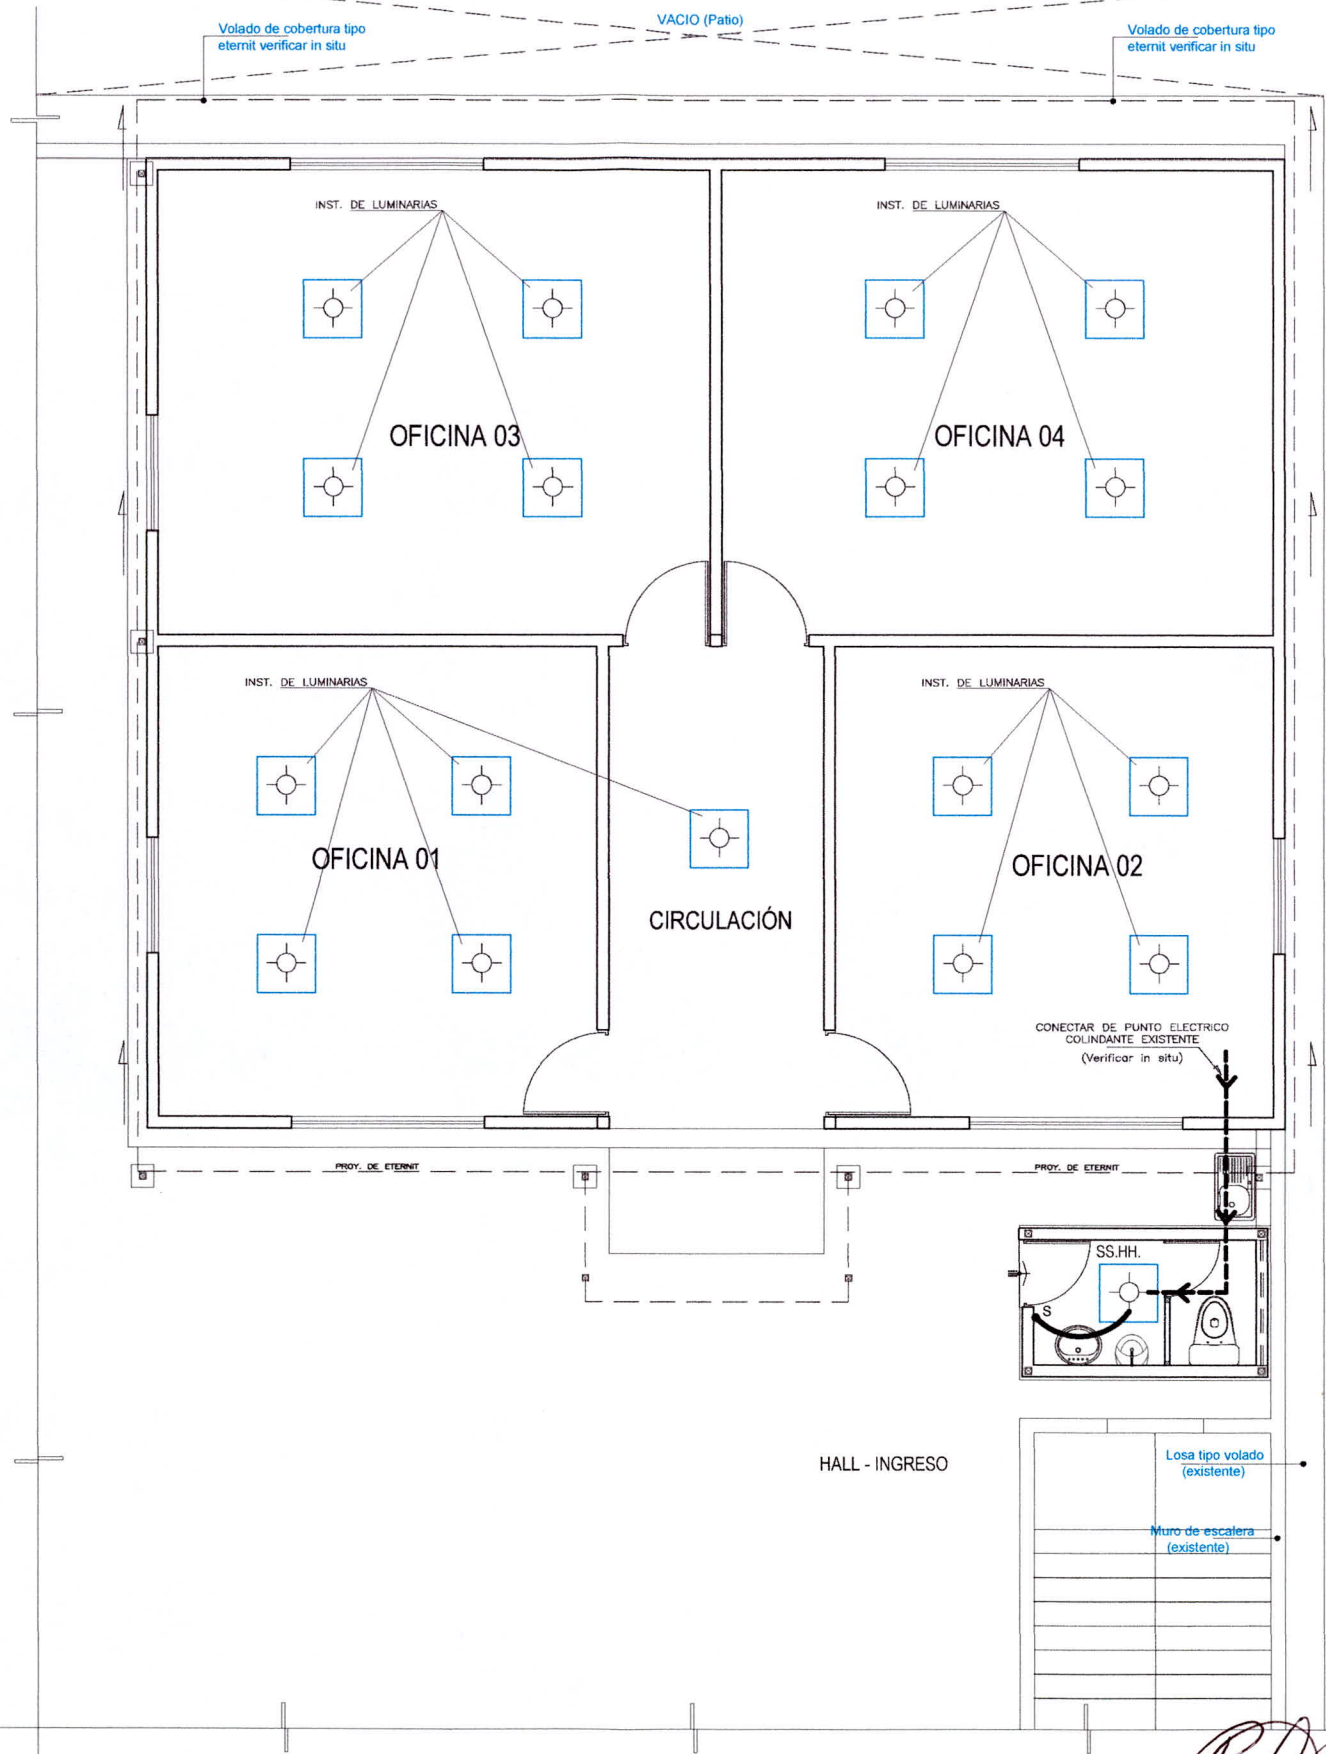 VACIO (Patio)
Volado de cobertura tipo
eternit verificar in situ
Volado de cobertura tipo
eternit verificar in situ
INST. DE LUMINARIAS
INST. DE LUMINARIAS
OFICINA 03
OFICINA 04
INST. DE LUMINARIAS
INST. DE LUMINARIAS
OFICINA 01
OFICINA 02
CIRCULACIÓN
CONECTAR DE PUNTO ELECTRICO
COLINDANTE EXISTENTE
(Verificar in situ)
PROY. DE ETERNIT
PROY. DE ETERNIT
SS.HH.
S
HALL - INGRESO
Losa tipo volado
(existente)
Muro de escalera
(existente)